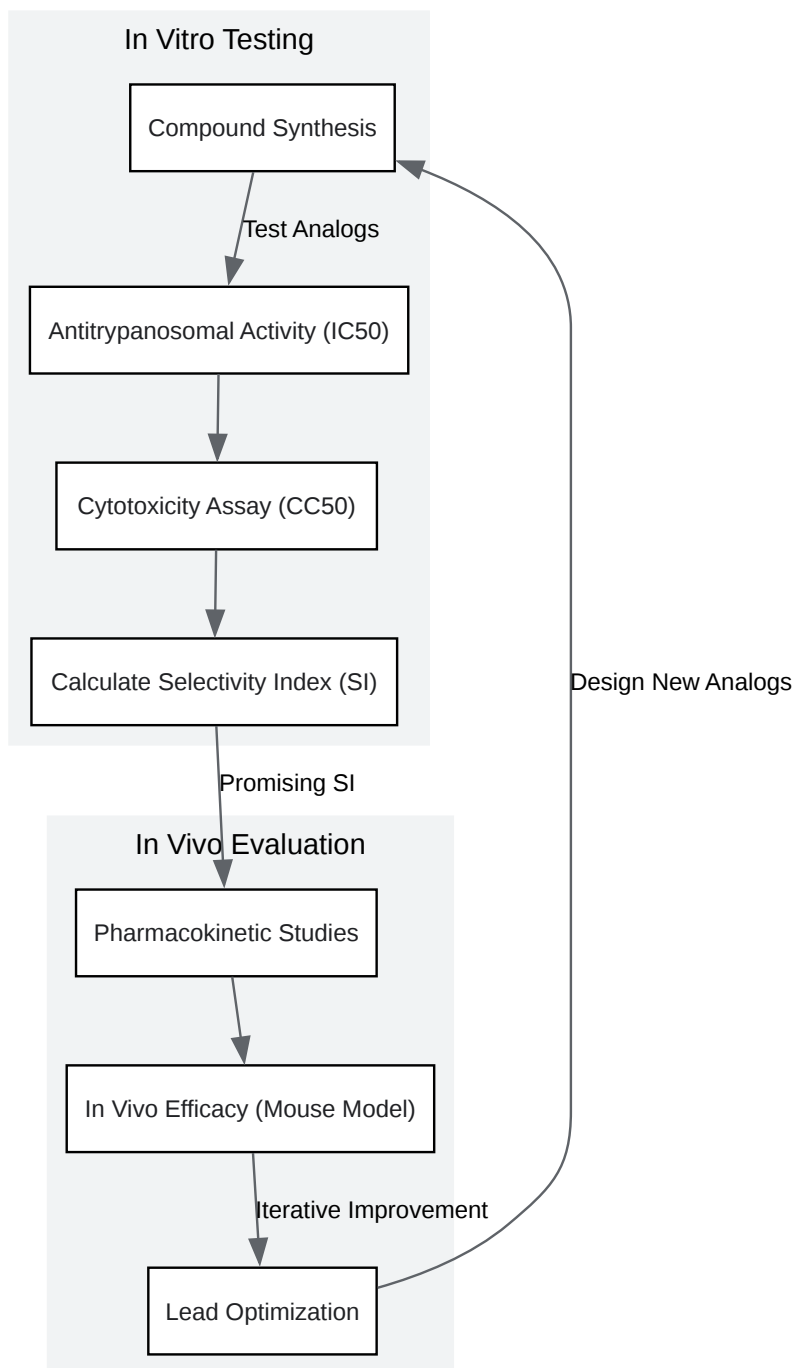 In Vitro Testing
Compound Synthesis
Test Analogs
Antitrypanosomal Activity (IC50)
Cytotoxicity Assay (CC50)
Calculate Selectivity Index (SI)
Design New Analogs
Promising SI
In Vivo Evaluation
Pharmacokinetic Studies
In Vivo Efficacy (Mouse Model)
Iterative Improvement
Lead Optimization